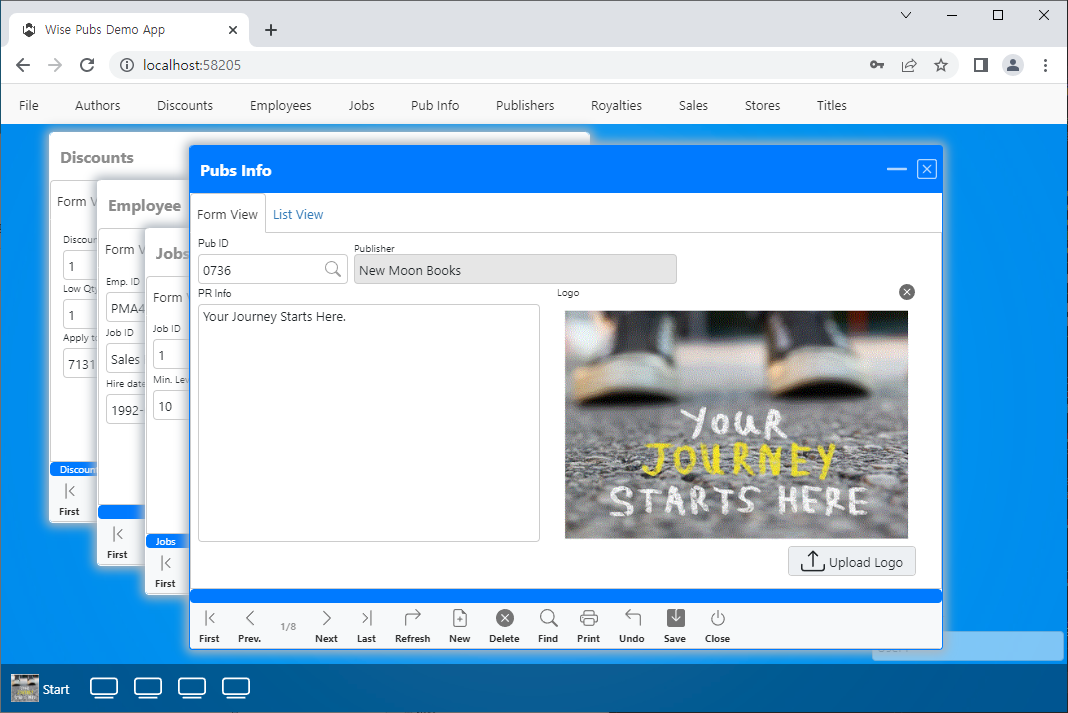 Wise Pubs Demo App
localhost:58205
File Authors Discounts Employees Jobs Pub Info Publishers Royalties Sales Stores Titles
Discounts
Form
1
Low
1
Apply
7131
Discoun
First
Employee
Form
Emp. ID
PMA4
Job ID
Sales
Hire date
1992-
First
Jobs
Form
Job ID
1
Min. Lev
10
Jobs
First
Pubs Info
Form View List View
Pub ID
0736
Publisher
New Moon Books
PR Info
Your Journey Starts Here.
Logo
YOUR
JOURNEY
STARTS HERE
Upload Logo
First Prev. 1/8 Next Last Refresh New Delete Find Print Undo Save Close
Start